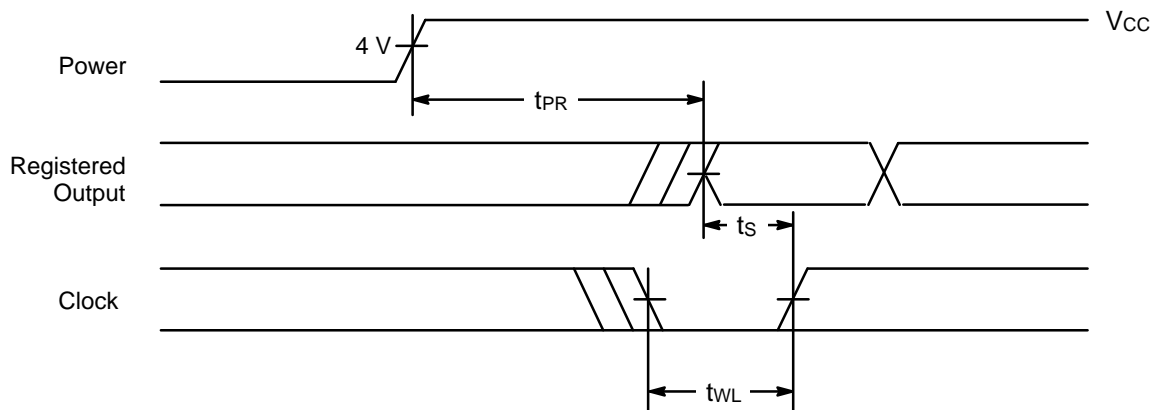 VCC
4 V
Power
tPR
Registered
Output
tS
Clock
tWL